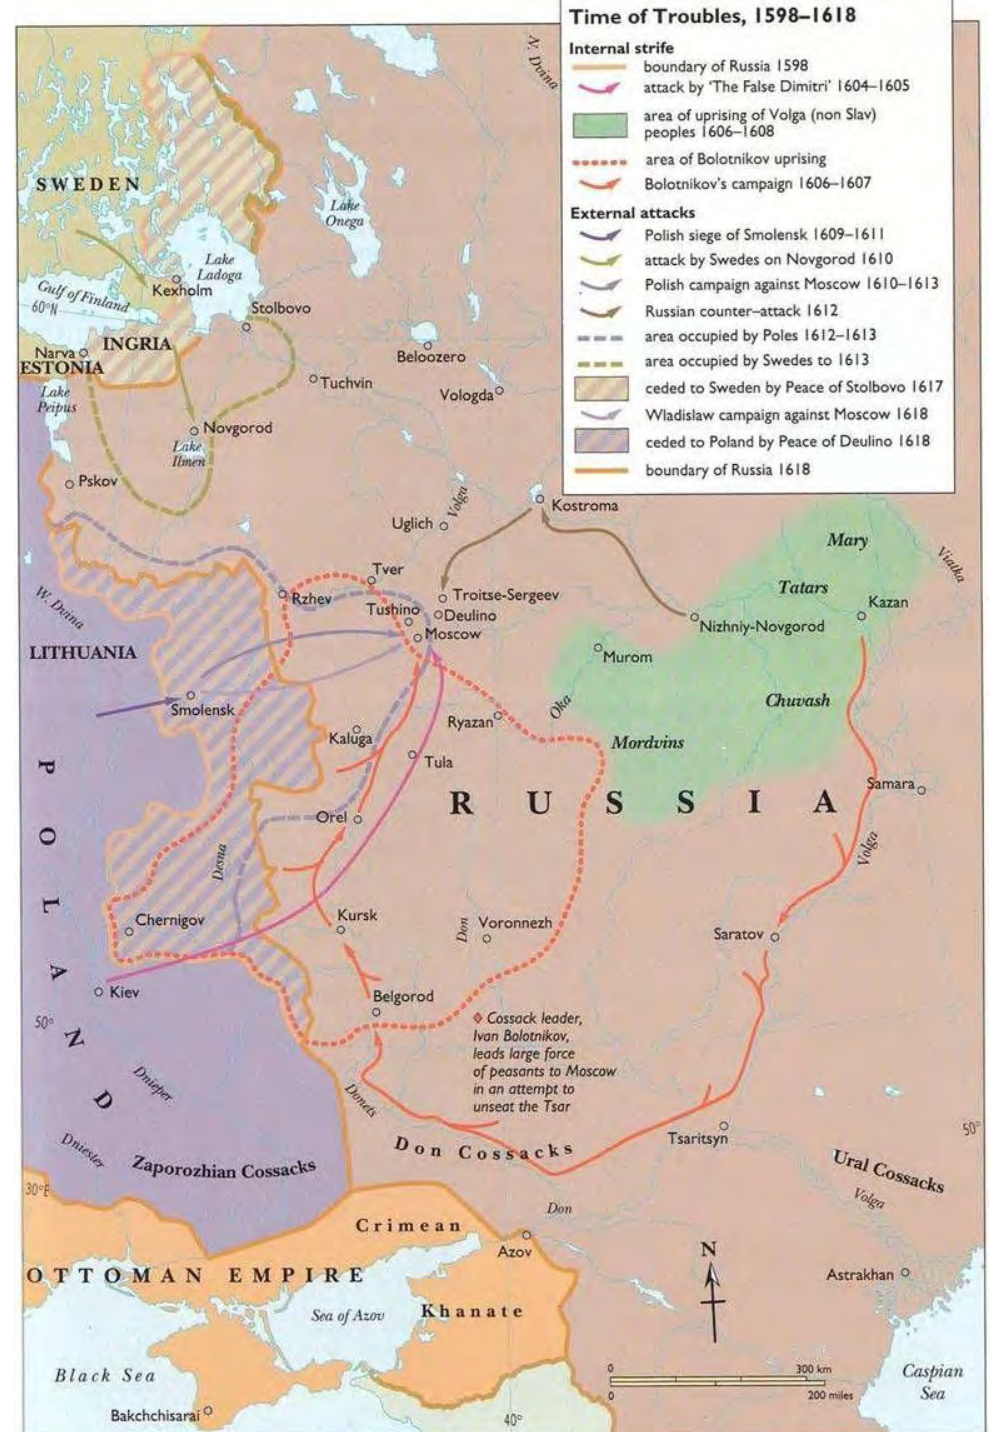 Time of Troubles, 1598–1618
Internal strife
boundary of Russia 1598
attack by 'The False Dimitri' 1604–1605
area of uprising of Volga (non Slav)
peoples 1606–1608
area of Bolotnikov uprising
Bolotnikov's campaign 1606–1607
External attacks
Polish siege of Smolensk 1609–1611
attack by Swedes on Novgorod 1610
Polish campaign against Moscow 1610–1613
Russian counter-attack 1612
area occupied by Poles 1612–1613
area occupied by Swedes to 1613
ceded to Sweden by Peace of Stolbovo 1617
Wladislaw campaign against Moscow 1618
ceded to Poland by Peace of Deulino 1618
boundary of Russia 1618
N. Dvina
SWEDEN
Lake
Onega
Lake
Ladoga
Kexholm
Gulf of Finland
60°N
Stolbovo
INGRIA
Narva
ESTONIA
Beloozero
Lake
Peipus
Tuchvin
Vologda
Novgorod
Lake
Ilmen
Pskov
Volga
Kostroma
Uglich
Mary
Viatka
Tver
Tatars
W. Dvina
Rzhev
Troitse-Sergeev
Kazan
Tushino
Deulino
Moscow
Nizhniy-Novgorod
LITHUANIA
Murom
Smolensk
Oka
Chuvash
Ryazan
Kaluga
Mordvins
Tula
POLAND
RUSSIA
Samara
Orel
Volga
Desna
Chernigov
Kursk
Don
Voronnezh
Saratov
Kiev
Belgorod
50°
Cossack leader,
Ivan Bolotnikov,
leads large force
of peasants to Moscow
in an attempt to
unseat the Tsar
Dnieper
Donets
Tsaritsyn
50°
Don Cossacks
Dniester
Zaporozhian Cossacks
Ural Cossacks
30°E
Volga
Don
Crimean
Azov
N
OTTOMAN EMPIRE
Astrakhan
Sea of Azov
Khanate
0 300 km
Black Sea
Caspian
Sea
0 200 miles
Bakchchisarai
40°